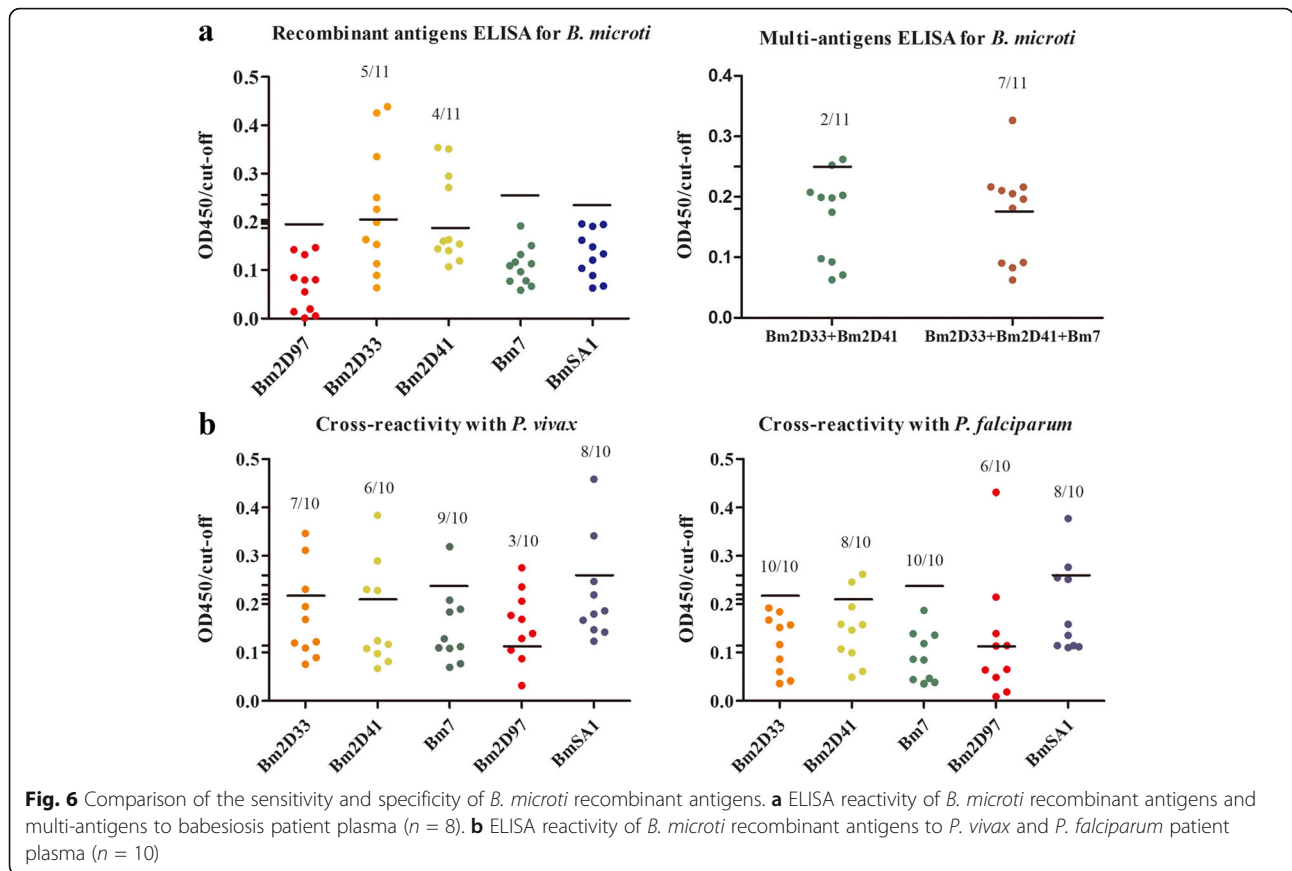 a
Recombinant antigens ELISA for B. microti
5/11
4/11
OD450/cut-off
0.5
0.4
0.3
0.2
0.1
0.0
Bm2D97
Bm2D33
Bm2D41
Bm7
BmSA1
Multi-antigens ELISA for B. microti
7/11
2/11
OD450/cut-off
0.4
0.3
0.2
0.1
0.0
Bm2D33+Bm2D41
Bm2D33+Bm2D41+Bm7
b
Cross-reactivity with P. vivax
7/10
6/10
9/10
3/10
8/10
OD450/cut-off
0.5
0.4
0.3
0.2
0.1
0.0
Bm2D33
Bm2D41
Bm7
Bm2D97
BmSA1
Cross-reactivity with P. falciparum
10/10
8/10
10/10
6/10
8/10
OD450/cut-off
0.5
0.4
0.3
0.2
0.1
0.0
Bm2D33
Bm2D41
Bm7
Bm2D97
BmSA1
Fig. 6 Comparison of the sensitivity and specificity of B. microti recombinant antigens. a ELISA reactivity of B. microti recombinant antigens and
multi-antigens to babesiosis patient plasma (n = 8). b ELISA reactivity of B. microti recombinant antigens to P. vivax and P. falciparum patient
plasma (n = 10)